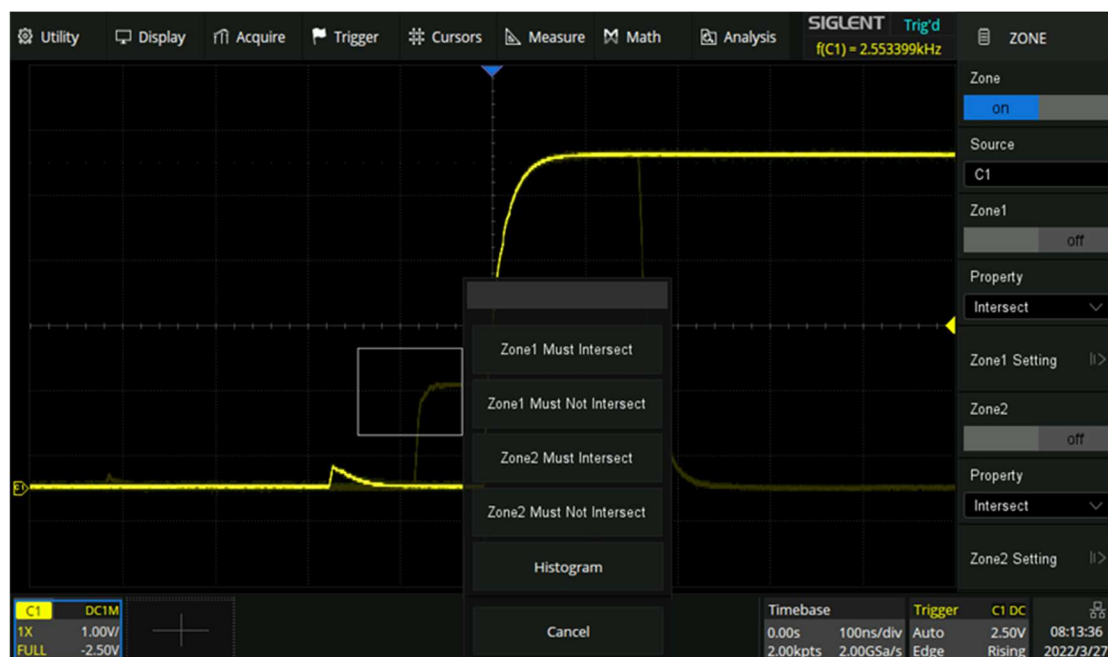 Utility Display Acquire Trigger Cursors Measure Math Analysis
SIGLENT Trig'd
f(C1) = 2.553399kHz
ZONE
Zone
on
Source
C1
Zone1
off
Property
Intersect
Zone1 Setting
Zone2
off
Property
Intersect
Zone2 Setting
Zone1 Must Intersect
Zone1 Must Not Intersect
Zone2 Must Intersect
Zone2 Must Not Intersect
Histogram
Cancel
C1
C1 DC1M
1X 1.00V/
FULL -2.50V
Timebase
0.00s 100ns/div
2.00kpts 2.00GSa/s
Trigger C1 DC
Auto 2.50V
Edge Rising
08:13:36
2022/3/27